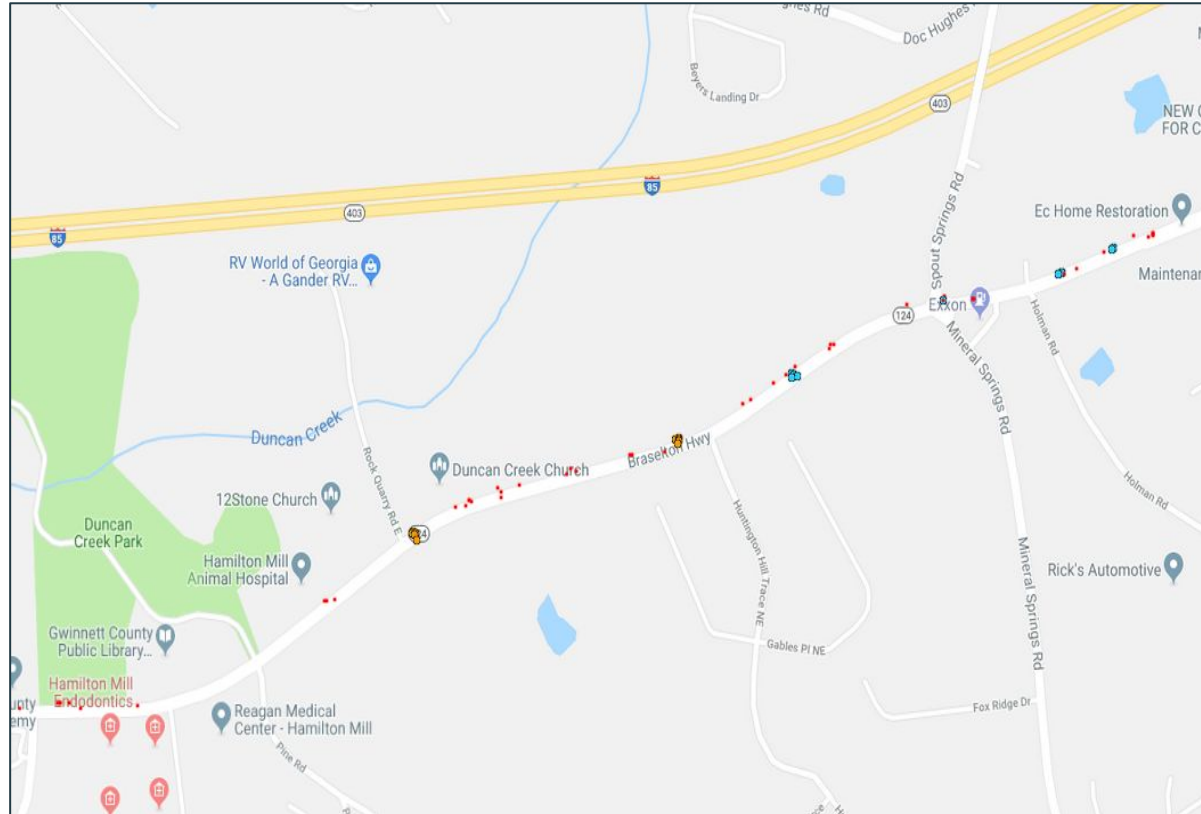 Doc Hughes
Beyers Landing Dr
403
NEW
FOR
85
Spout Springs Rd
Ec Home Restoration
403
85
RV World of Georgia
- A Gander RV...
Maintenan
Exxon
124
Holman Rd
Mineral Springs Rd
Duncan Creek
Rock Quarry Rd E
Duncan Creek Church
Braselton Hwy
12Stone Church
Holman Rd
Duncan
Creek Park
Huntington Hill Trace NE
Hamilton Mill
Animal Hospital
Mineral Springs Rd
Rick's Automotive
Gwinnett County
Public Library...
Gables Pl NE
Hamilton Mill
Endodontics
unty
emy
Reagan Medical
Center - Hamilton Mill
Fox Ridge Dr
Pine Rd